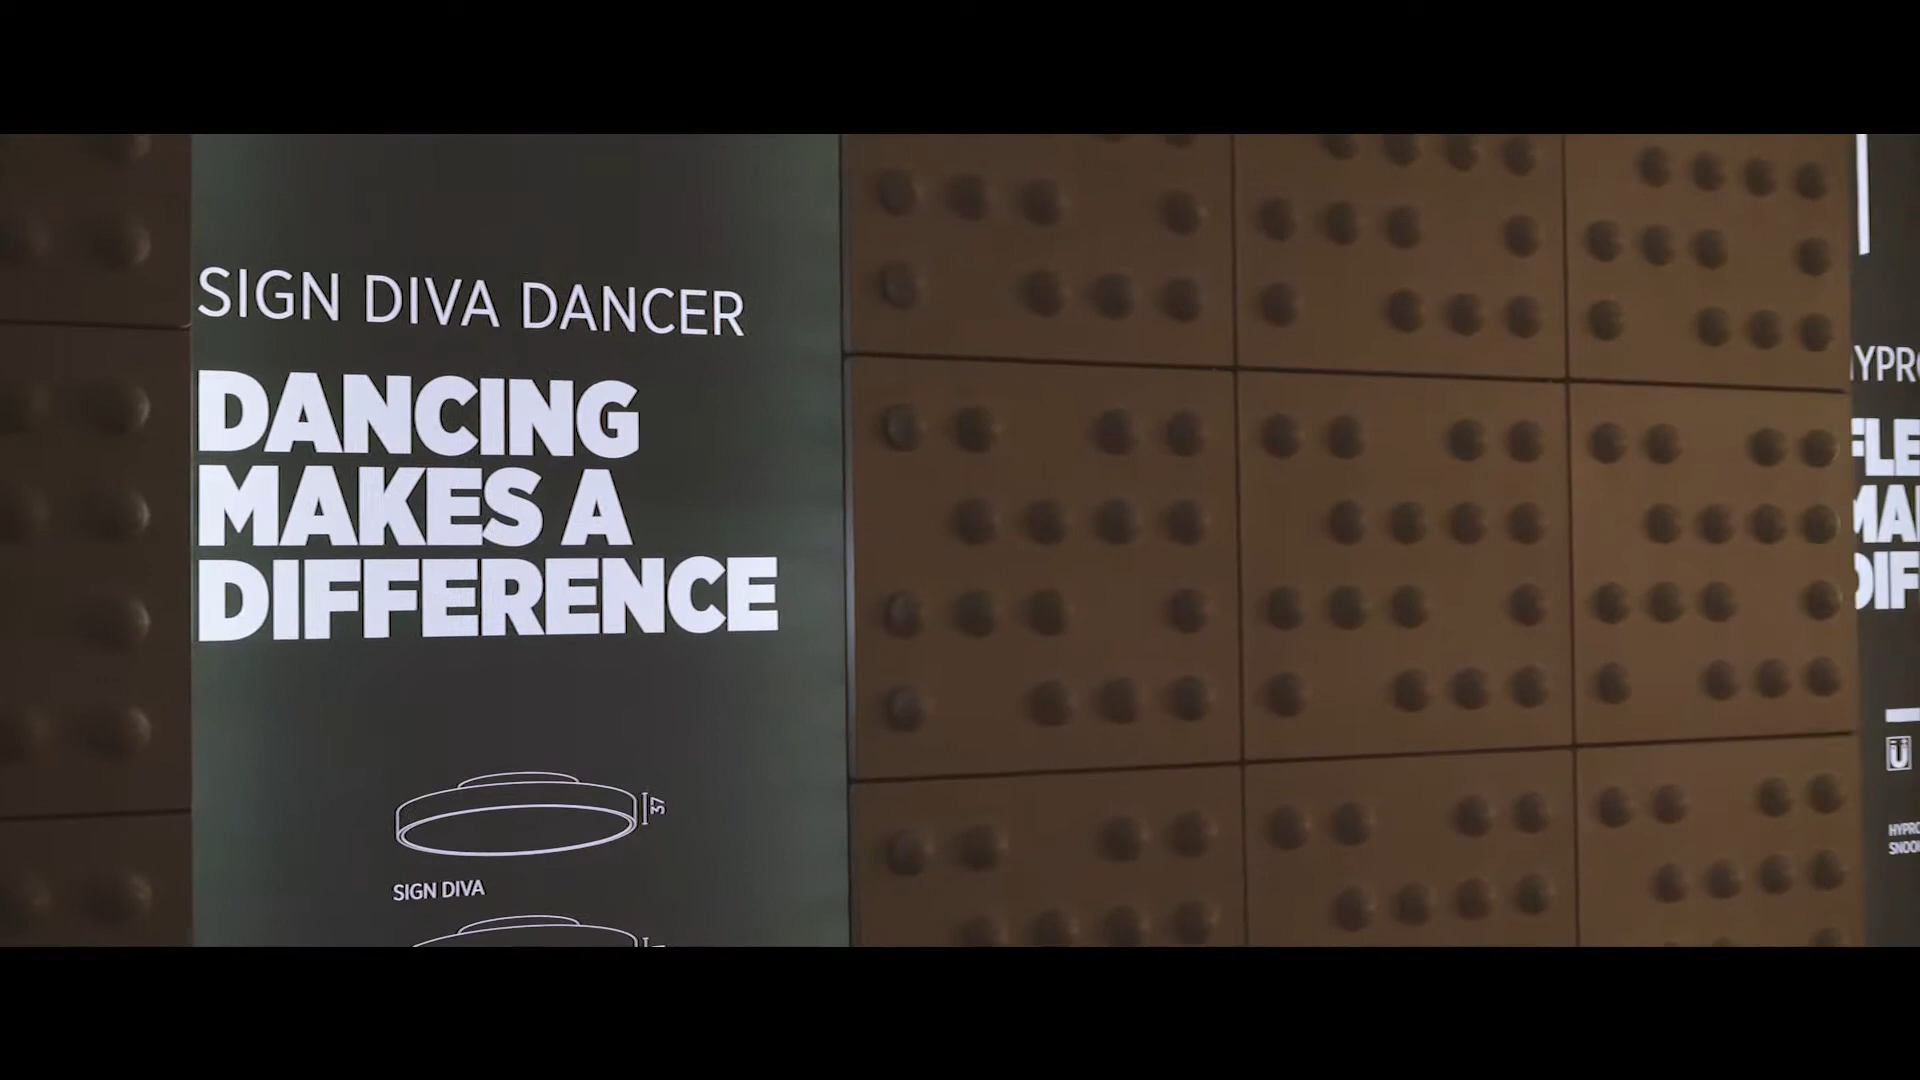 SIGN DIVA DANCER
DANCING
MAKES A
DIFFERENCE
37
SIGN DIVA